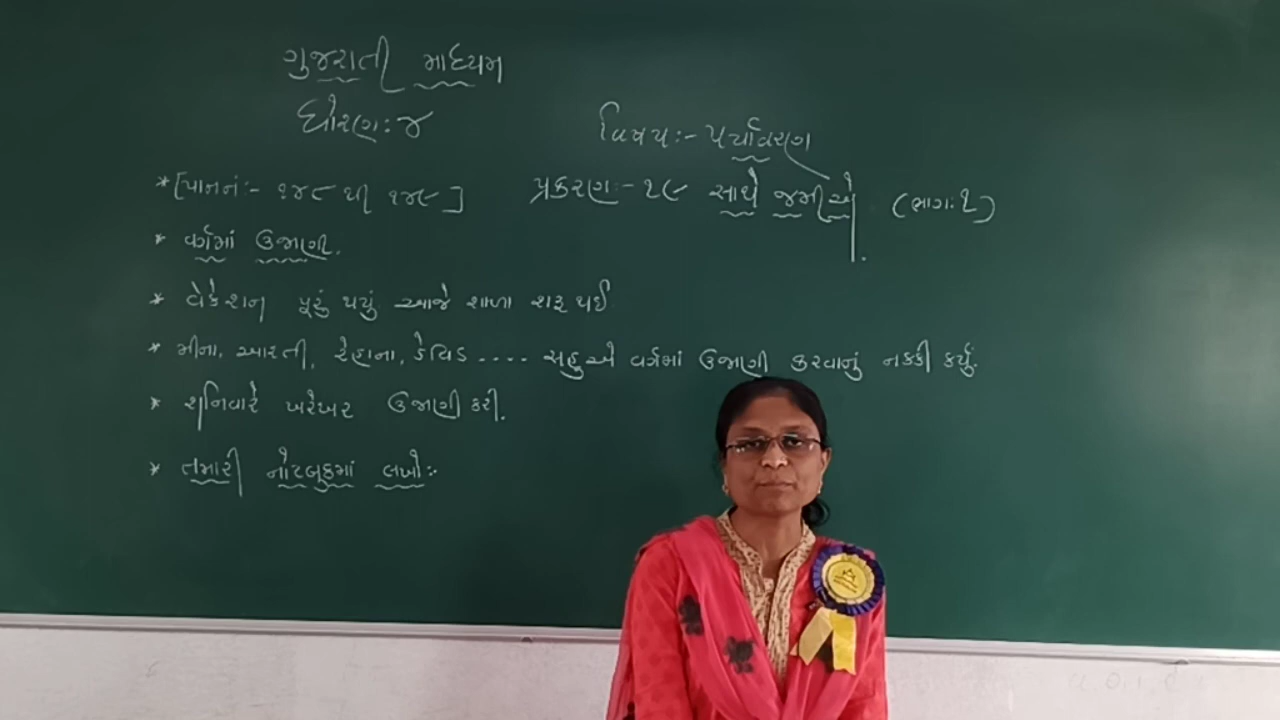 ગુજરાતી માધ્યમ
ધોરણઃ૪
વિષયઃ- પર્યાવરણ
*[પાનનંઃ- ૧૪૮ થી ૧૪૯]
પ્રકરણઃ- ૧૯ સાથે જમીએ (ભાગઃ૧)
* વર્ગમાં ઉજાણી.
* વેકેશન પૂરું થયું આજે શાળા શરૂ થઈ
* મીના, આરતી, રેહાના, ડેવિડ .... સહુએ વર્ગમાં ઉજાણી કરવાનું નક્કી કર્યું.
* શનિવારે ખરેખર ઉજાણી કરી.
* તમારી નોટબુકમાં લખોઃ-